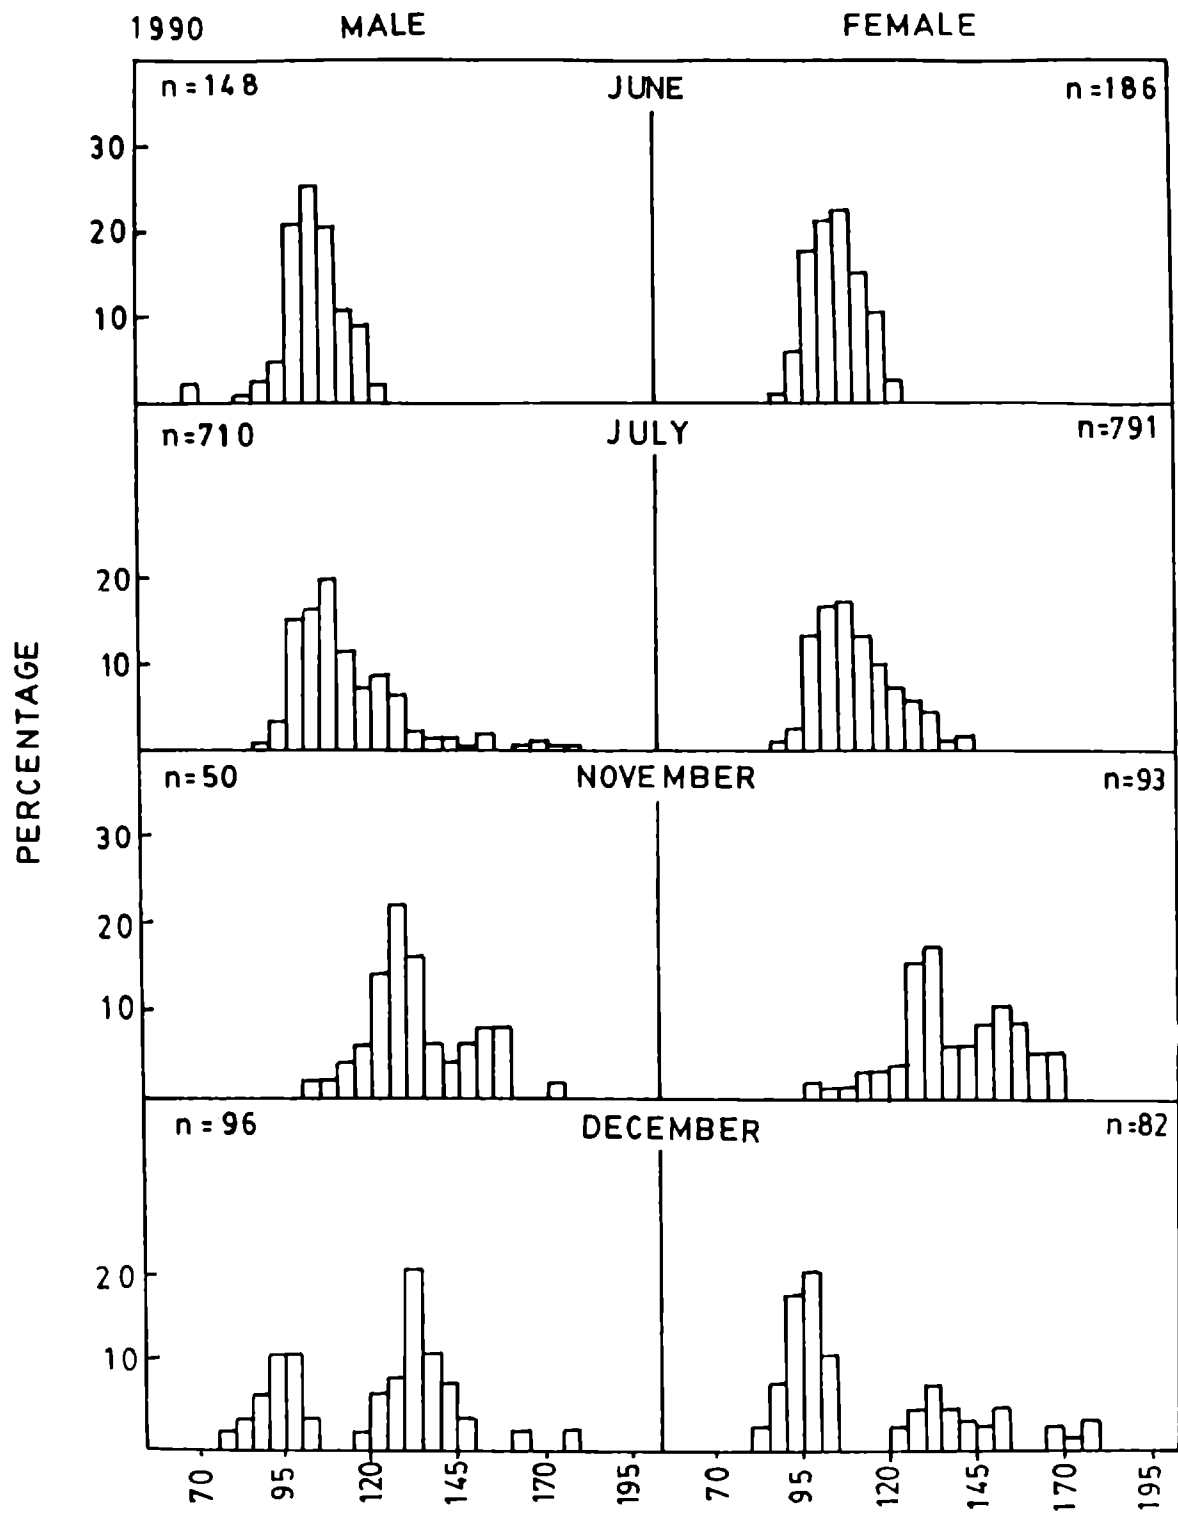 1990 MALE FEMALE
n=148 JUNE n=186
30
20
10
n=710 JULY n=791
20
10
PERCENTAGE
n=50 NOVEMBER n=93
30
20
10
n=96 DECEMBER n=82
20
10
70 95 120 145 170 195 70 95 120 145 170 195